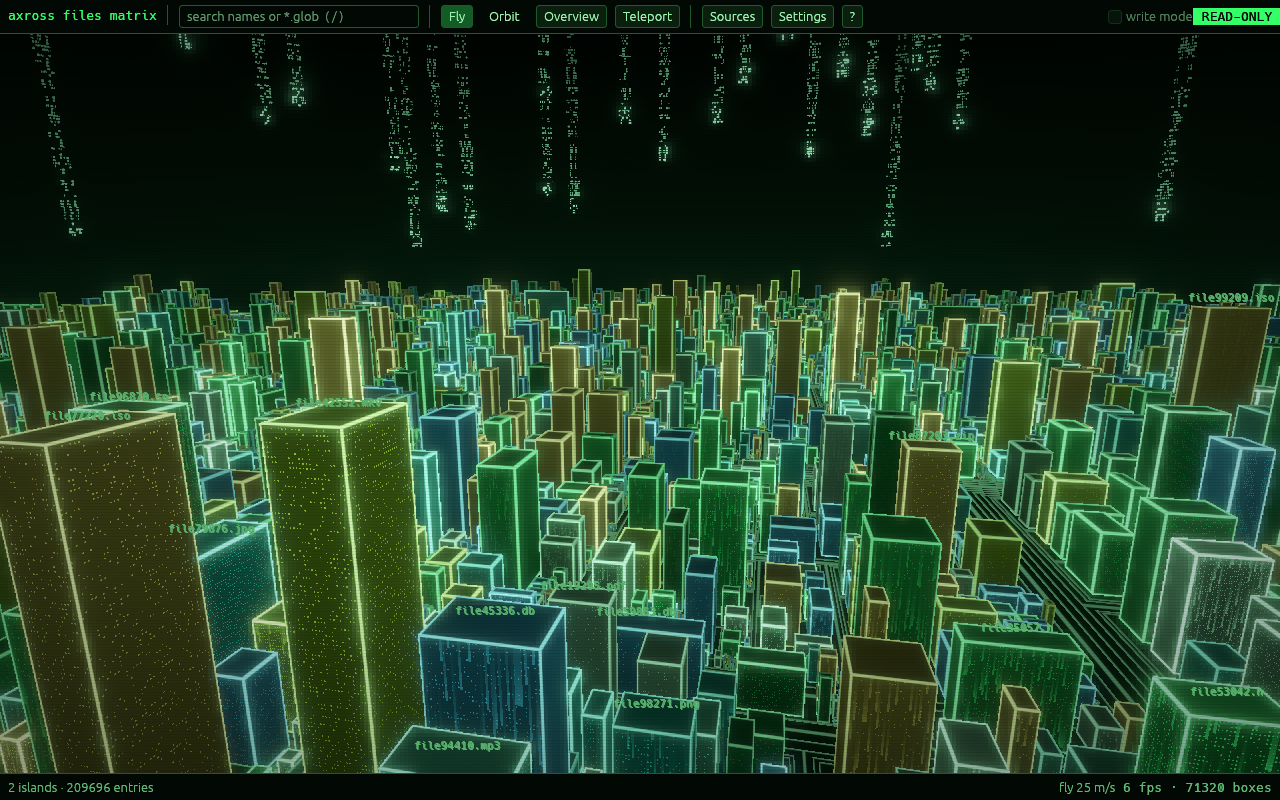 axross files matrix
search names or *.glob (/)
Fly
Orbit
Overview
Teleport
Sources
Settings
?
write mode
READ-ONLY
file99209.iso
file45336.db
file98271.png
file53042.h
file94410.mp3
2 islands · 209696 entries
fly 25 m/s
6 fps · 71320 boxes